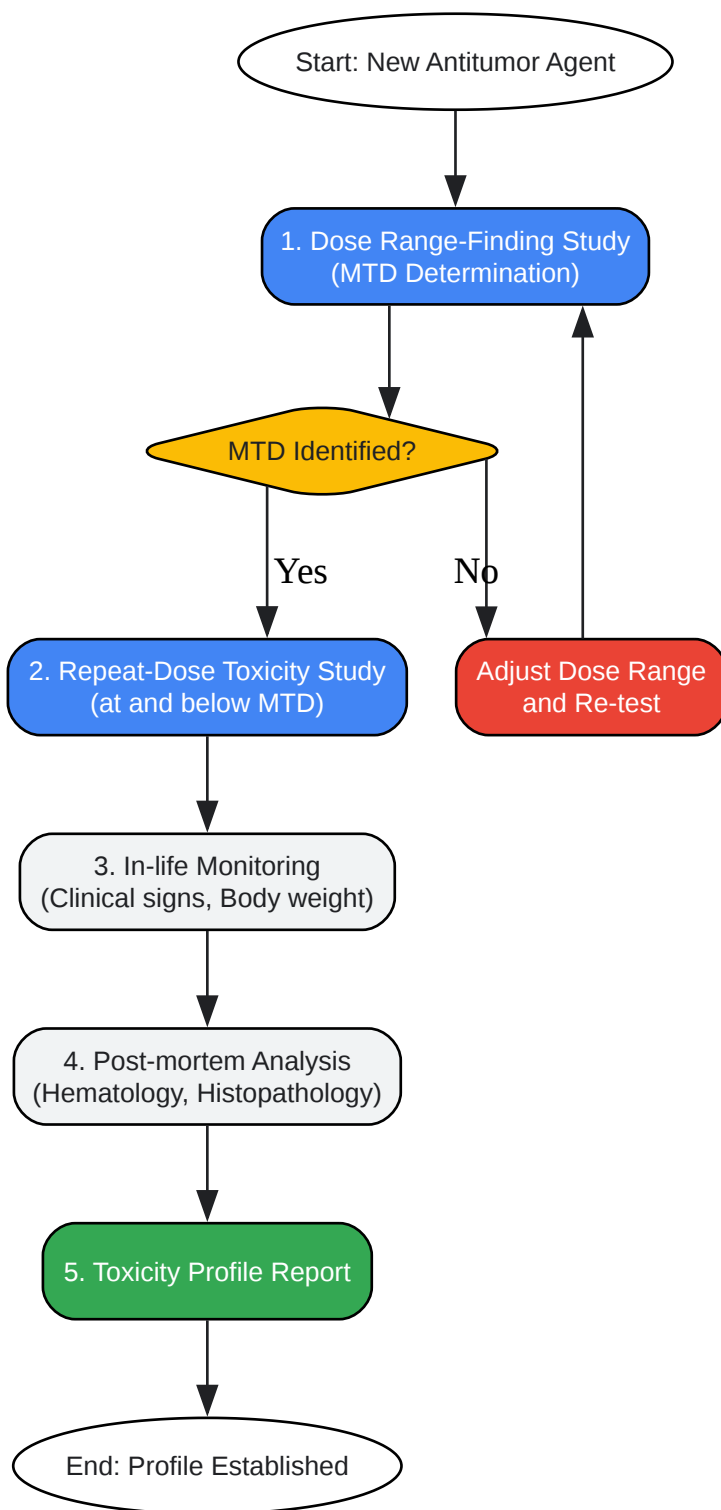 Start: New Antitumor Agent
1. Dose Range-Finding Study
(MTD Determination)
MTD Identified?
Yes
No
2. Repeat-Dose Toxicity Study
(at and below MTD)
Adjust Dose Range
and Re-test
3. In-life Monitoring
(Clinical signs, Body weight)
4. Post-mortem Analysis
(Hematology, Histopathology)
5. Toxicity Profile Report
End: Profile Established